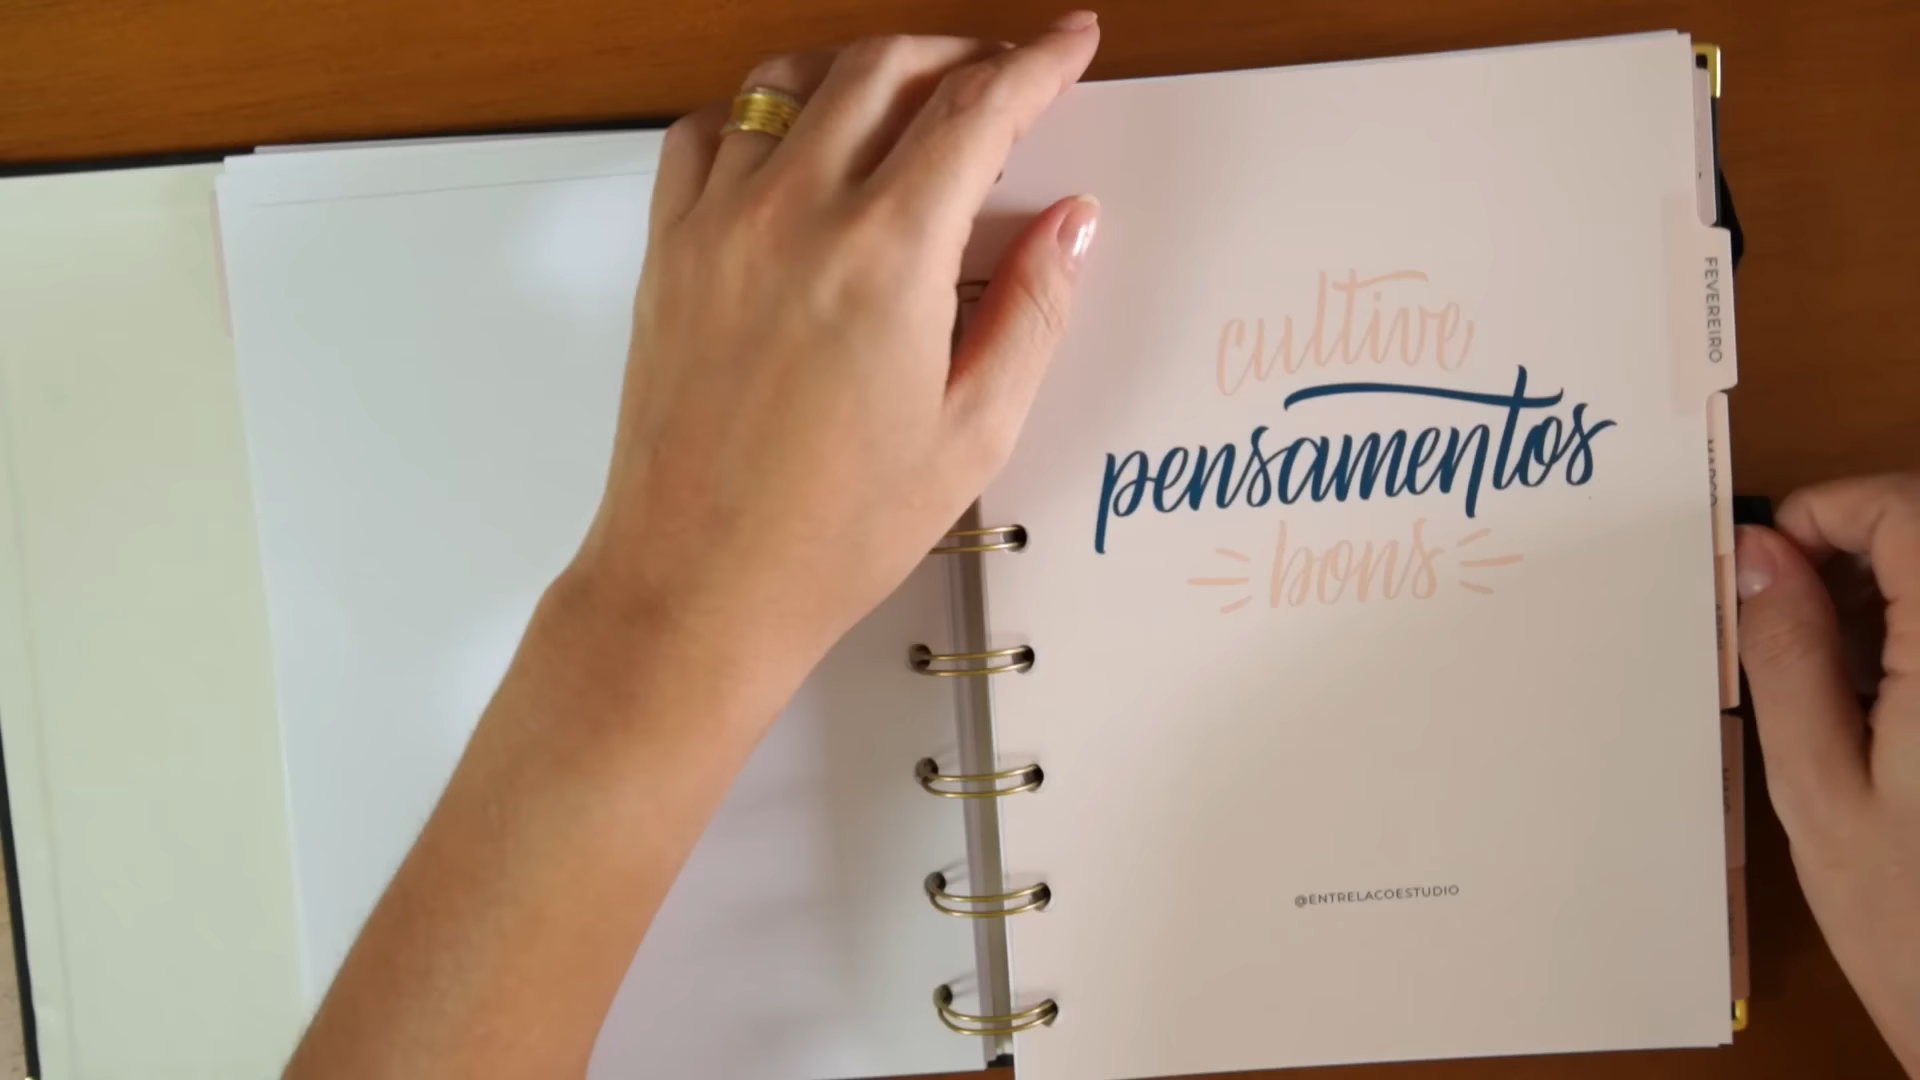 cultive
pensamentos
bons
@ENTRELACOESTUDIO
FEVEREIRO